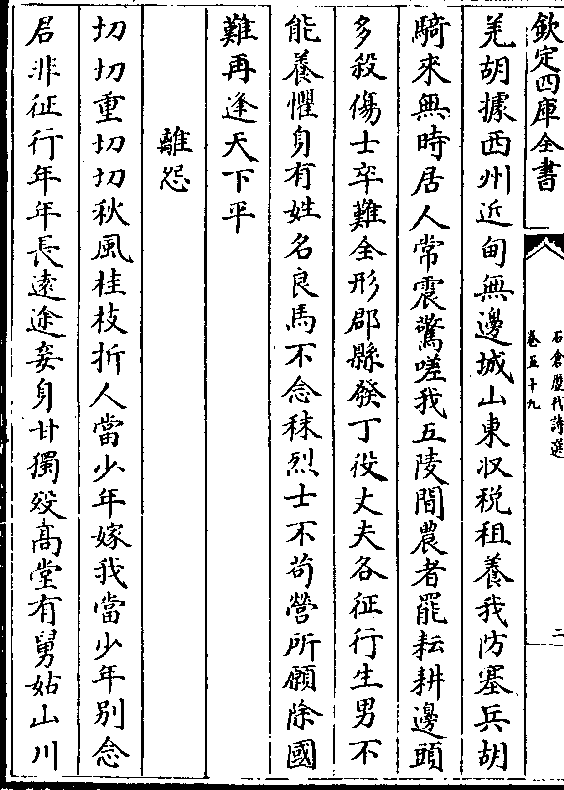 欽定四庫全書
石倉歷代詩選
卷五十九
二
羌胡據西州近甸無邊城山東収税租養我防塞兵胡
騎來無時居人常震驚嗟我五陵間農者罷耘耕邊頭
多殺傷士卒難全形郡縣發丁役丈夫各征行生男不
能養懼身有姓名良馬不念秣烈士不苟營所願除國
難再逢天下平
離怨
切切重切切秋風桂枝折人當少年嫁我當少年别念
君非征行年年長逺途妾身甘獨殁髙堂有舅姑山川